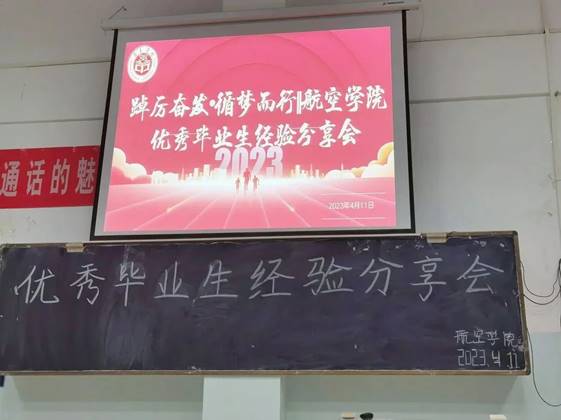 踔厉奋发·循梦而行||航空学院
优秀毕业生经验分享会
2023
2023年4月11日
通话的魅
优秀毕业生经验分享会
航空学院
2023.4.11